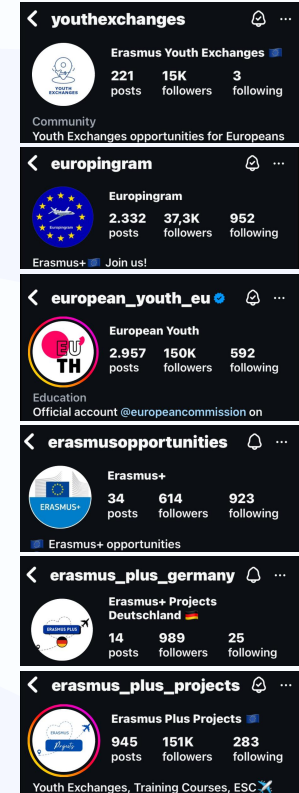 youthexchanges
Erasmus Youth Exchanges 🇪🇺
221 15K 3
posts followers following
YOUTH
EXCHANGES
Community
Youth Exchanges opportunities for Europeans
europingram
Europingram
2.332 37,3K 952
posts followers following
Europingram
Erasmus+🇪🇺 Join us!
european_youth_eu
European Youth
EU
TH
2.957 150K 592
posts followers following
Education
Official account @europeancommission on
erasmusopportunities
Erasmus+
34 614 923
posts followers following
ERASMUS+
🇪🇺 Erasmus+ opportunities
erasmus_plus_germany
Erasmus+ Projects
Deutschland 🇩🇪
ERASMUS PLUS
14 989 25
posts followers following
erasmus_plus_projects
Erasmus Plus Projects 🇪🇺
ERASMUS
Projects
945 151K 283
posts followers following
Youth Exchanges, Training Courses, ESC✈️